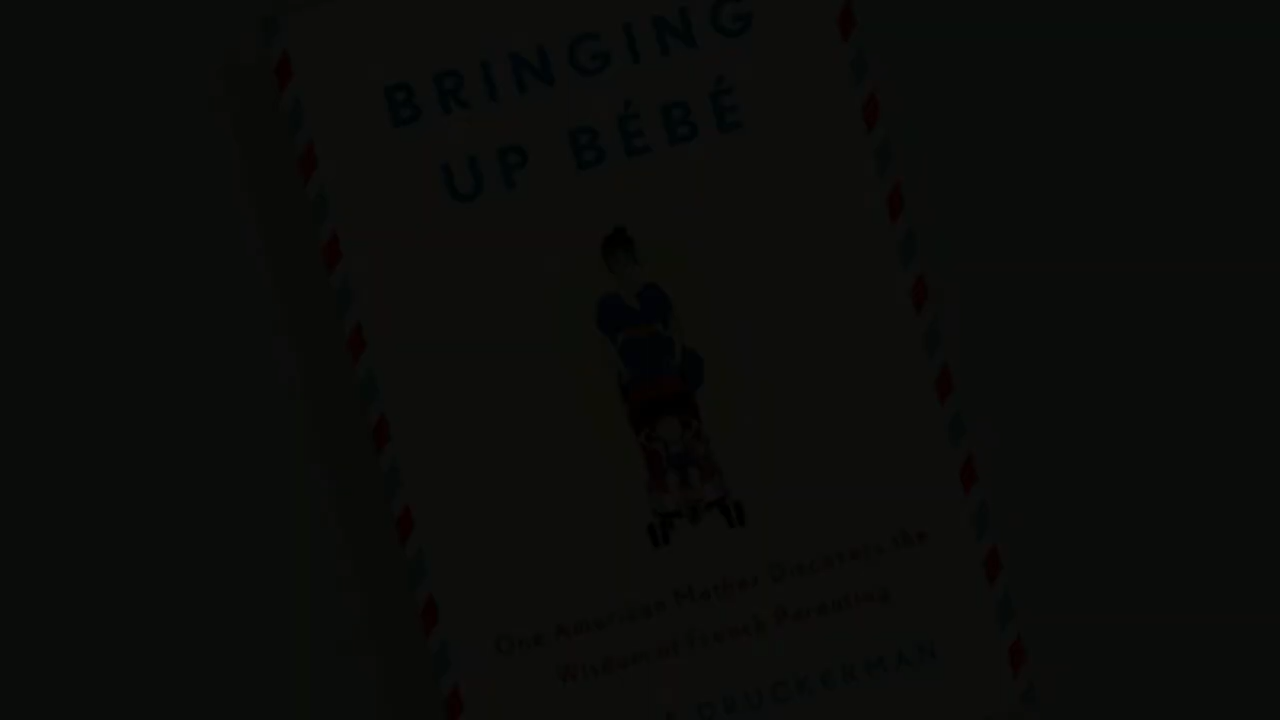 BRINGING
UP BÉBÉ
One American Mother Discovers the
Wisdom of French Parenting
DRUCKERMAN